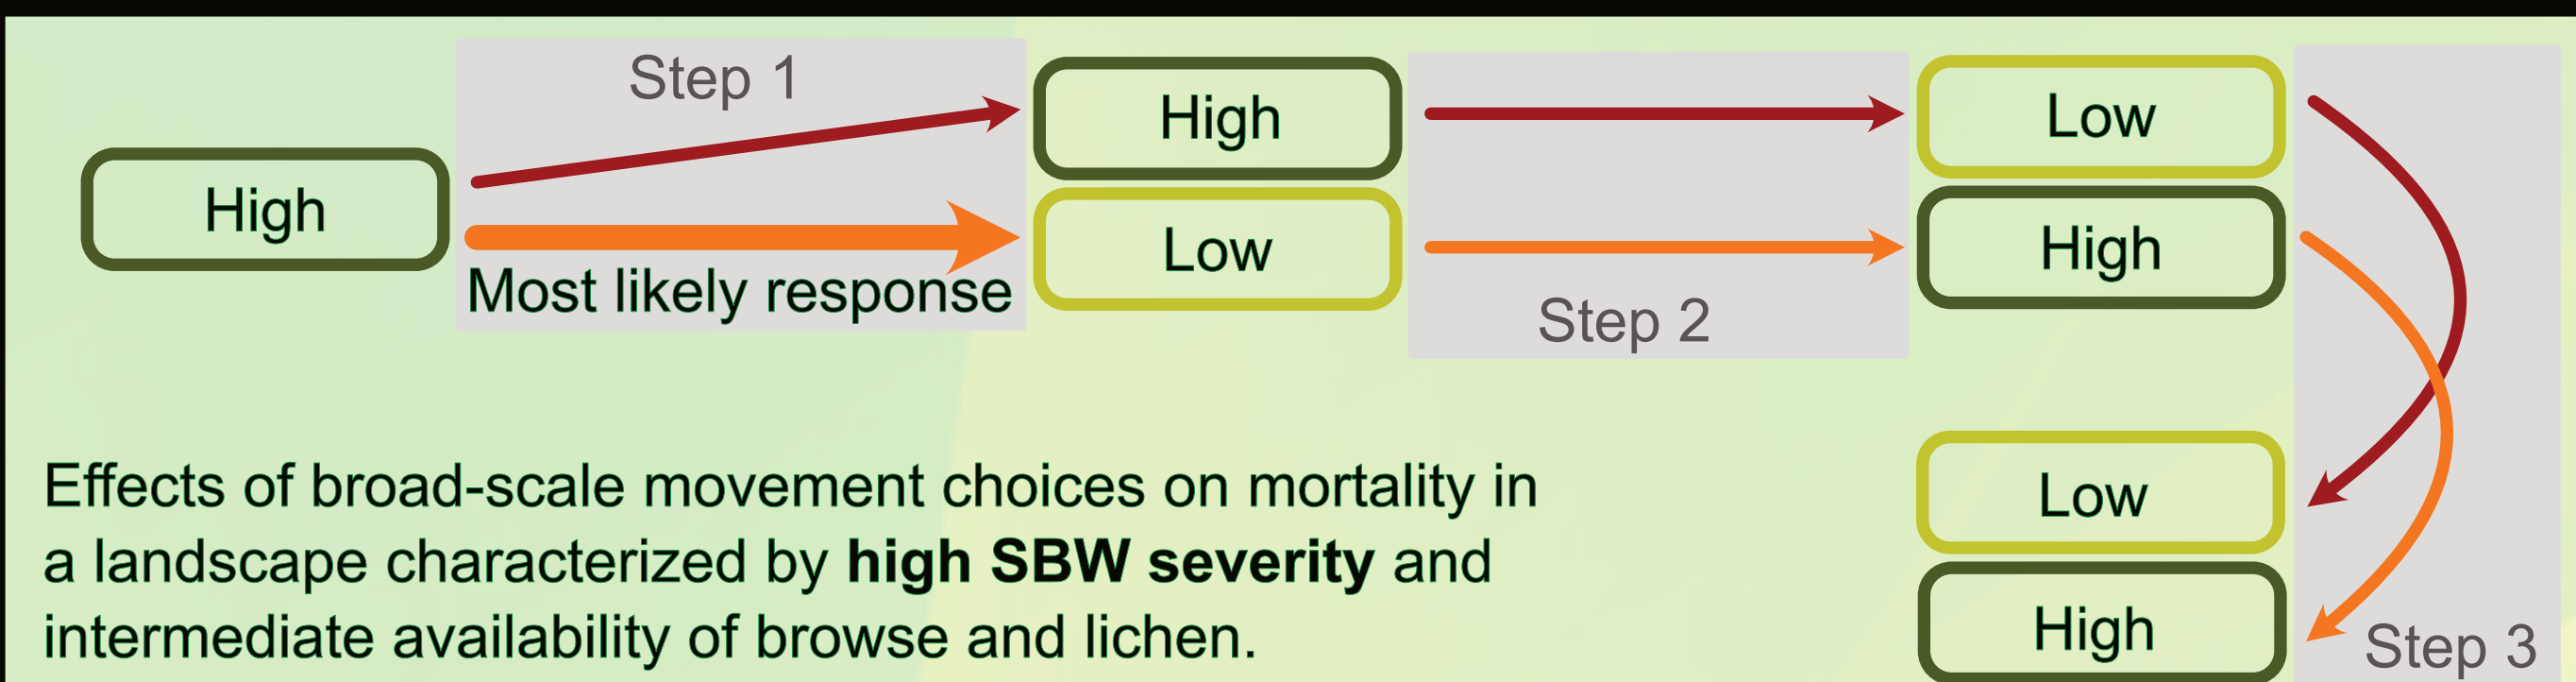 Step 1
High
Most likely response
High
Low
Step 2
Low
High
Low
High
Step 3
Effects of broad-scale movement choices on mortality in
a landscape characterized by high SBW severity and
intermediate availability of browse and lichen.